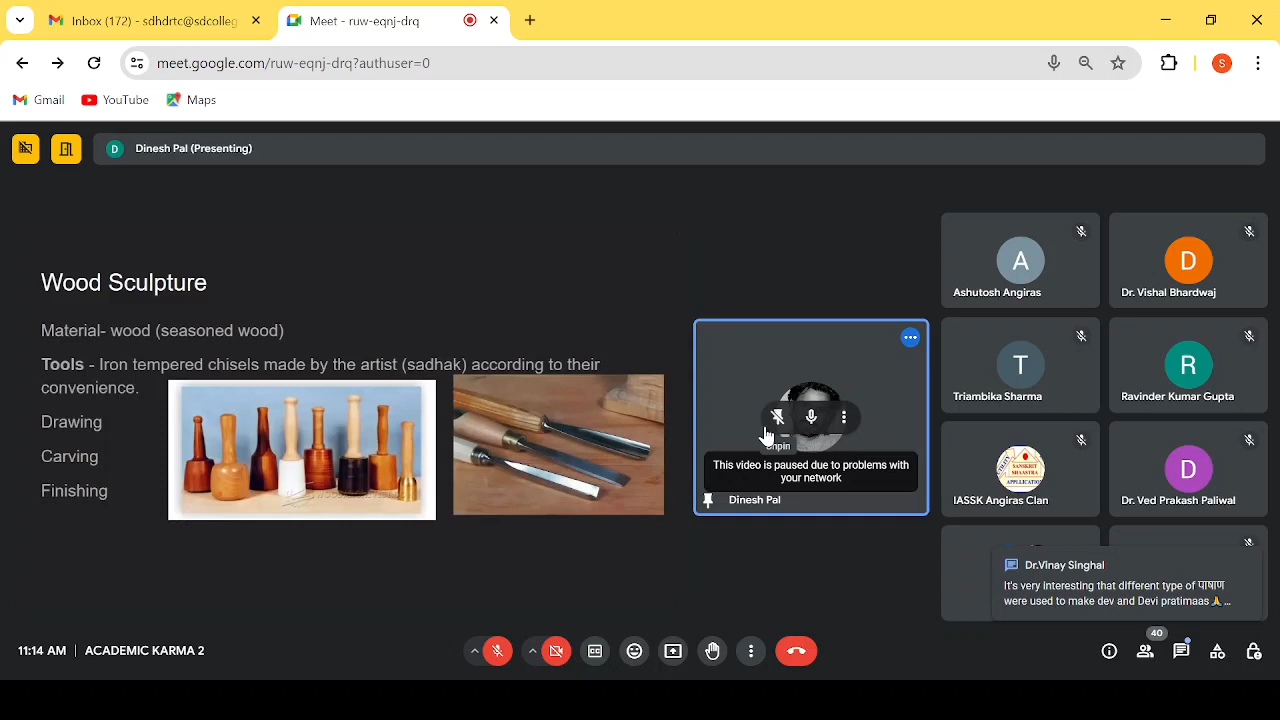 Inbox (172) - sdhdrtc@sdcolleg
Meet - ruw-eqnj-drq
meet.google.com/ruw-eqnj-drq?authuser=0
S
Gmail
YouTube
Maps
D
Dinesh Pal (Presenting)
Wood Sculpture
Material- wood (seasoned wood)
Tools - Iron tempered chisels made by the artist (sadhak) according to their
convenience.
Drawing
Carving
Finishing
This video is paused due to problems with
your network
Dinesh Pal
A
Ashutosh Angiras
D
Dr. Vishal Bhardwaj
T
Triambika Sharma
R
Ravinder Kumar Gupta
SANSKRIT
SHAASTRA
IASSK Angiras Clan
D
Dr. Ved Prakash Paliwal
Dr.Vinay Singhal
It's very interesting that different type of पाषाण
were used to make dev and Devi pratimaas🙏...
11:14 AM
ACADEMIC KARMA 2
40